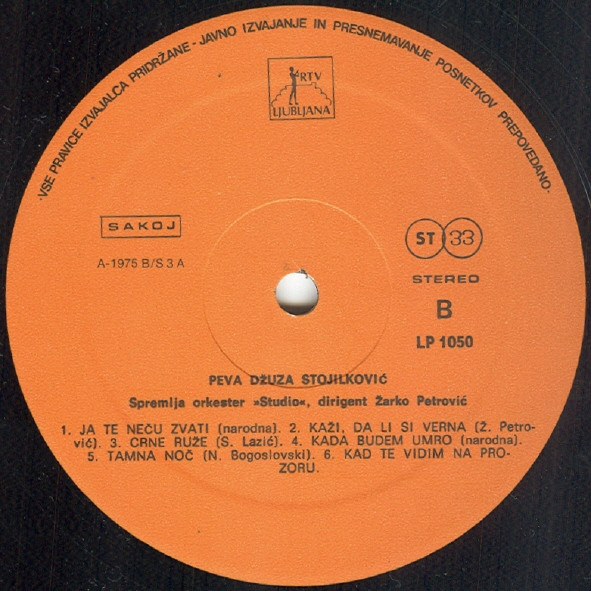 ·VSE PRAVICE IZVAJALCA PRIDRŽANE - JAVNO IZVAJANJE IN PRESNEMAVANJE POSNETKOV PREPOVEDANO·
RTV
LJUBLJANA
SAKOJ
A-1975 B/S 3 A
ST 33
STEREO
B
LP 1050
PEVA DŽUZA STOJILKOVIĆ
Spremlja orkester »Studio«, dirigent Žarko Petrović
1. JA TE NEĆU ZVATI (narodna). 2. KAŽI, DA LI SI VERNA (Ž. Petro-
vić). 3. CRNE RUŽE (S. Lazić). 4. KADA BUDEM UMRO (narodna).
5. TAMNA NOČ (N. Bogoslovski). 6. KAD TE VIDIM NA PRO-
ZORU.